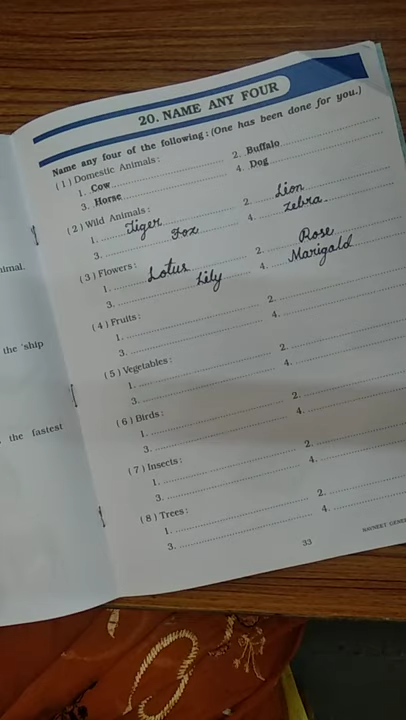 20. NAME ANY FOUR
Name any four of the following : (One has been done for you.)
( 1 ) Domestic Animals :
1. Cow 2. Buffalo
3. Horse 4. Dog
( 2 ) Wild Animals :
1. Tiger 2. Lion
3. Fox 4. Zebra
( 3 ) Flowers :
1. Lotus 2. Rose
3. Lily 4. Marigold
( 4 ) Fruits :
1. 2.
3. 4.
( 5 ) Vegetables :
1. 2.
3. 4.
( 6 ) Birds :
1. 2.
3. 4.
( 7 ) Insects :
1. 2.
3. 4.
( 8 ) Trees :
1. 2.
3. 4.
33
the 'ship
the fastest